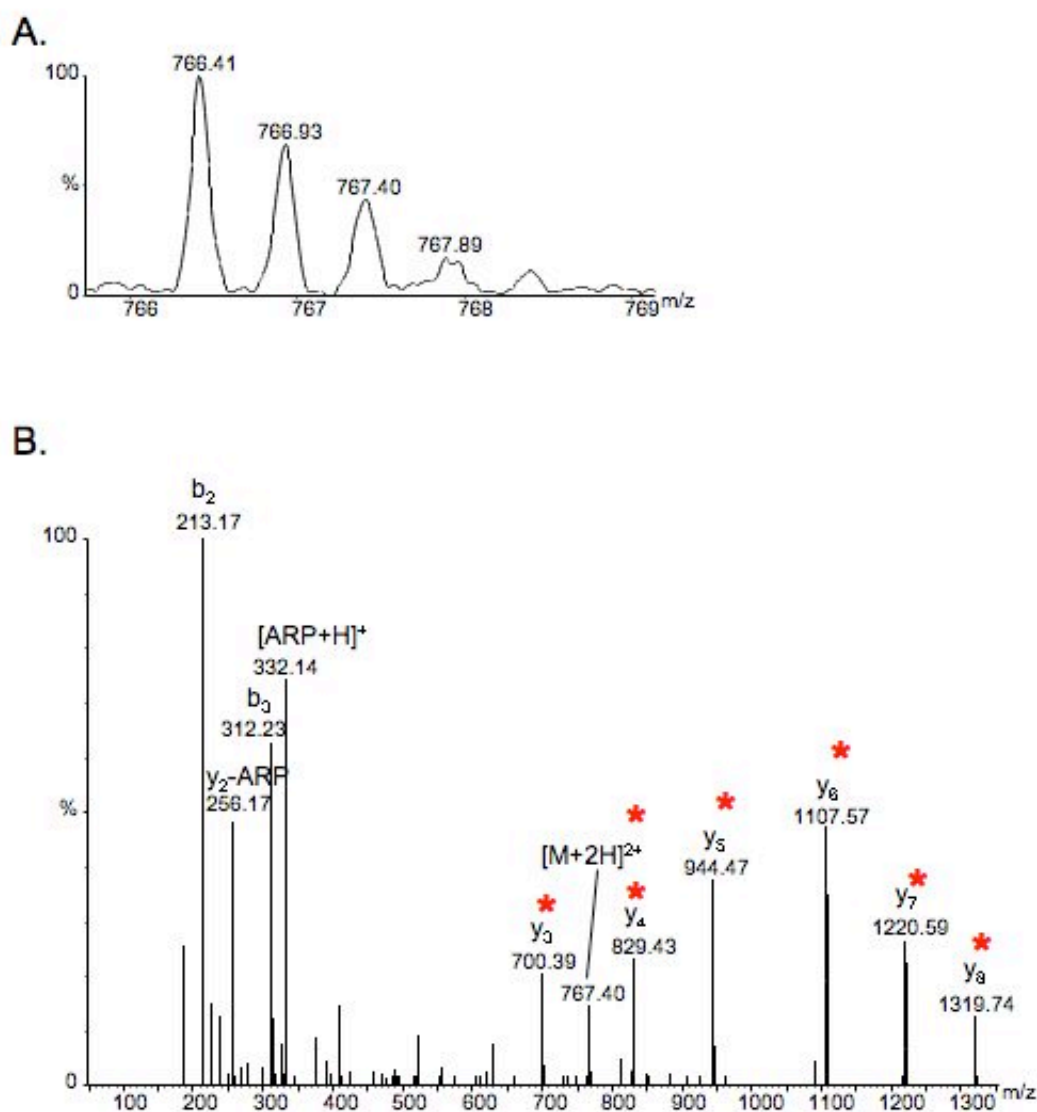 A.
100
766.41
766.93
%
767.40
767.89
0
766 767 768 769 m/z
B.
b2
213.17
100
[ARP+H]+
332.14
b3
312.23
y2-ARP
256.17
%
*
*
*
y6
1107.57
[M+2H]2+
y5
944.47
*
*
*
*
y3
700.39
y4
829.43
767.40
y7
1220.59
y8
1319.74
0
100 200 300 400 500 600 700 800 900 1000 1100 1200 1300 m/z